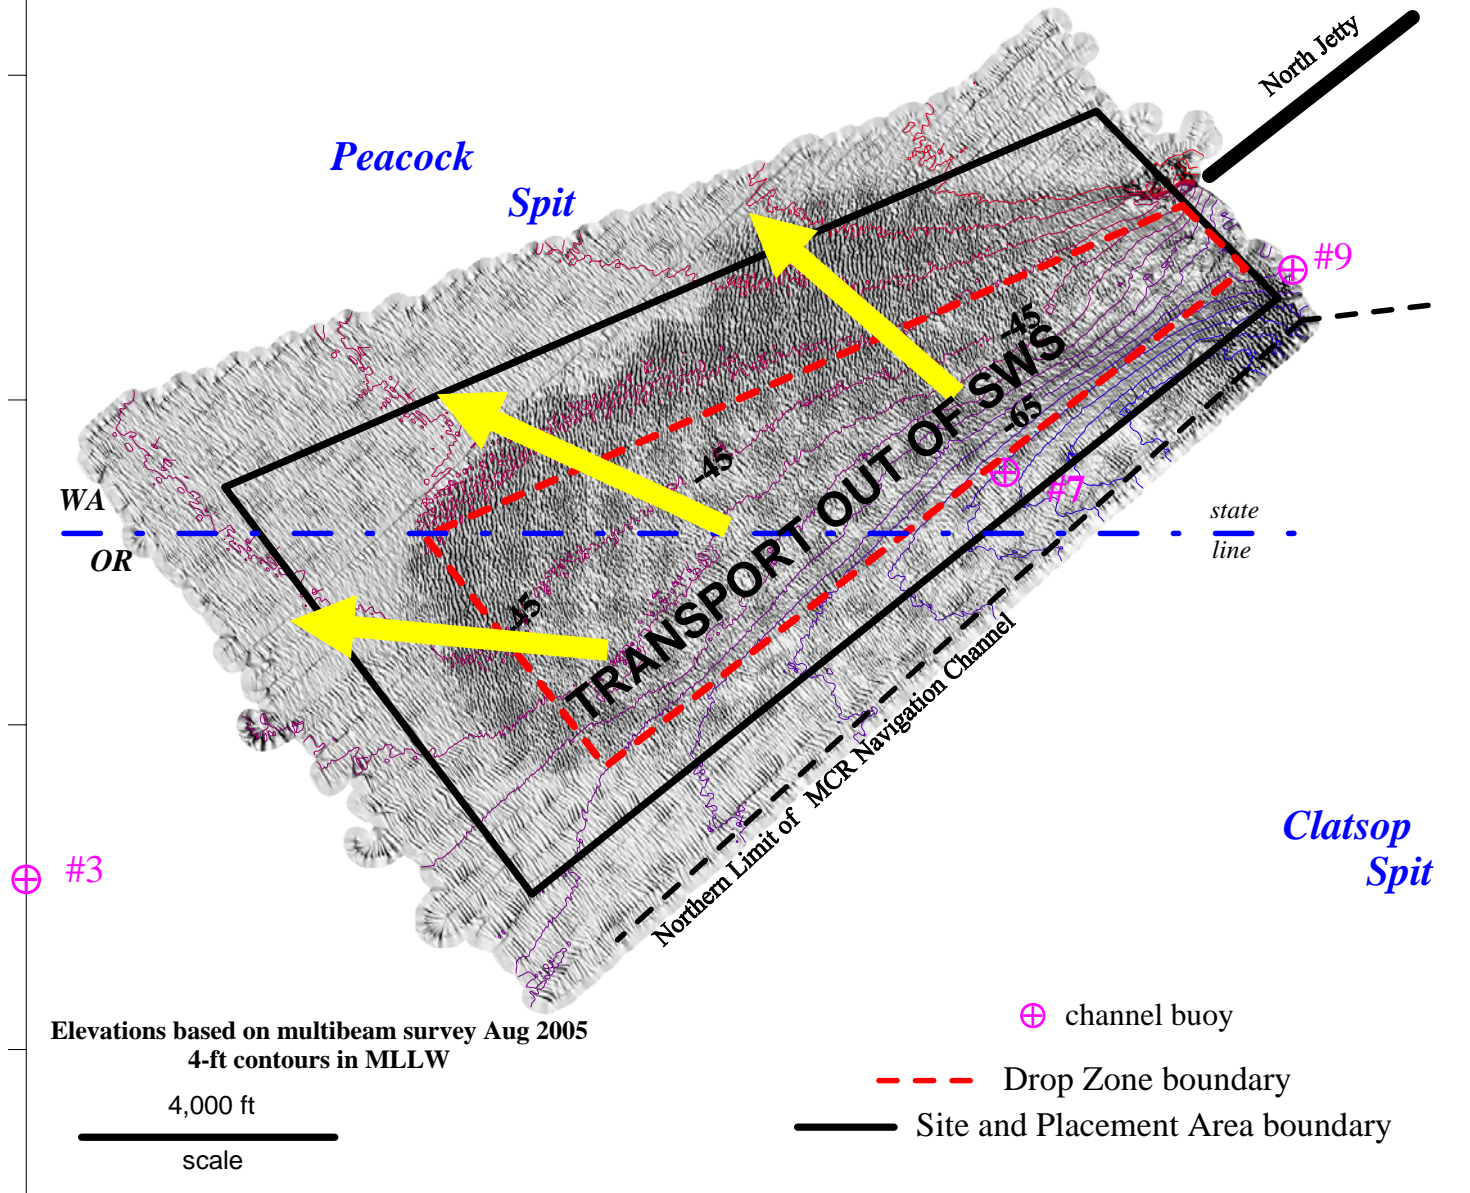 North Jetty
Peacock
Spit
#9
-45
TRANSPORT OUT OF SWS
-65
-45
#7
WA
OR
state
line
-45
Northern Limit of MCR Navigation Channel
Clatsop
Spit
#3
Elevations based on multibeam survey Aug 2005
4-ft contours in MLLW
4,000 ft
scale
channel buoy
Drop Zone boundary
Site and Placement Area boundary